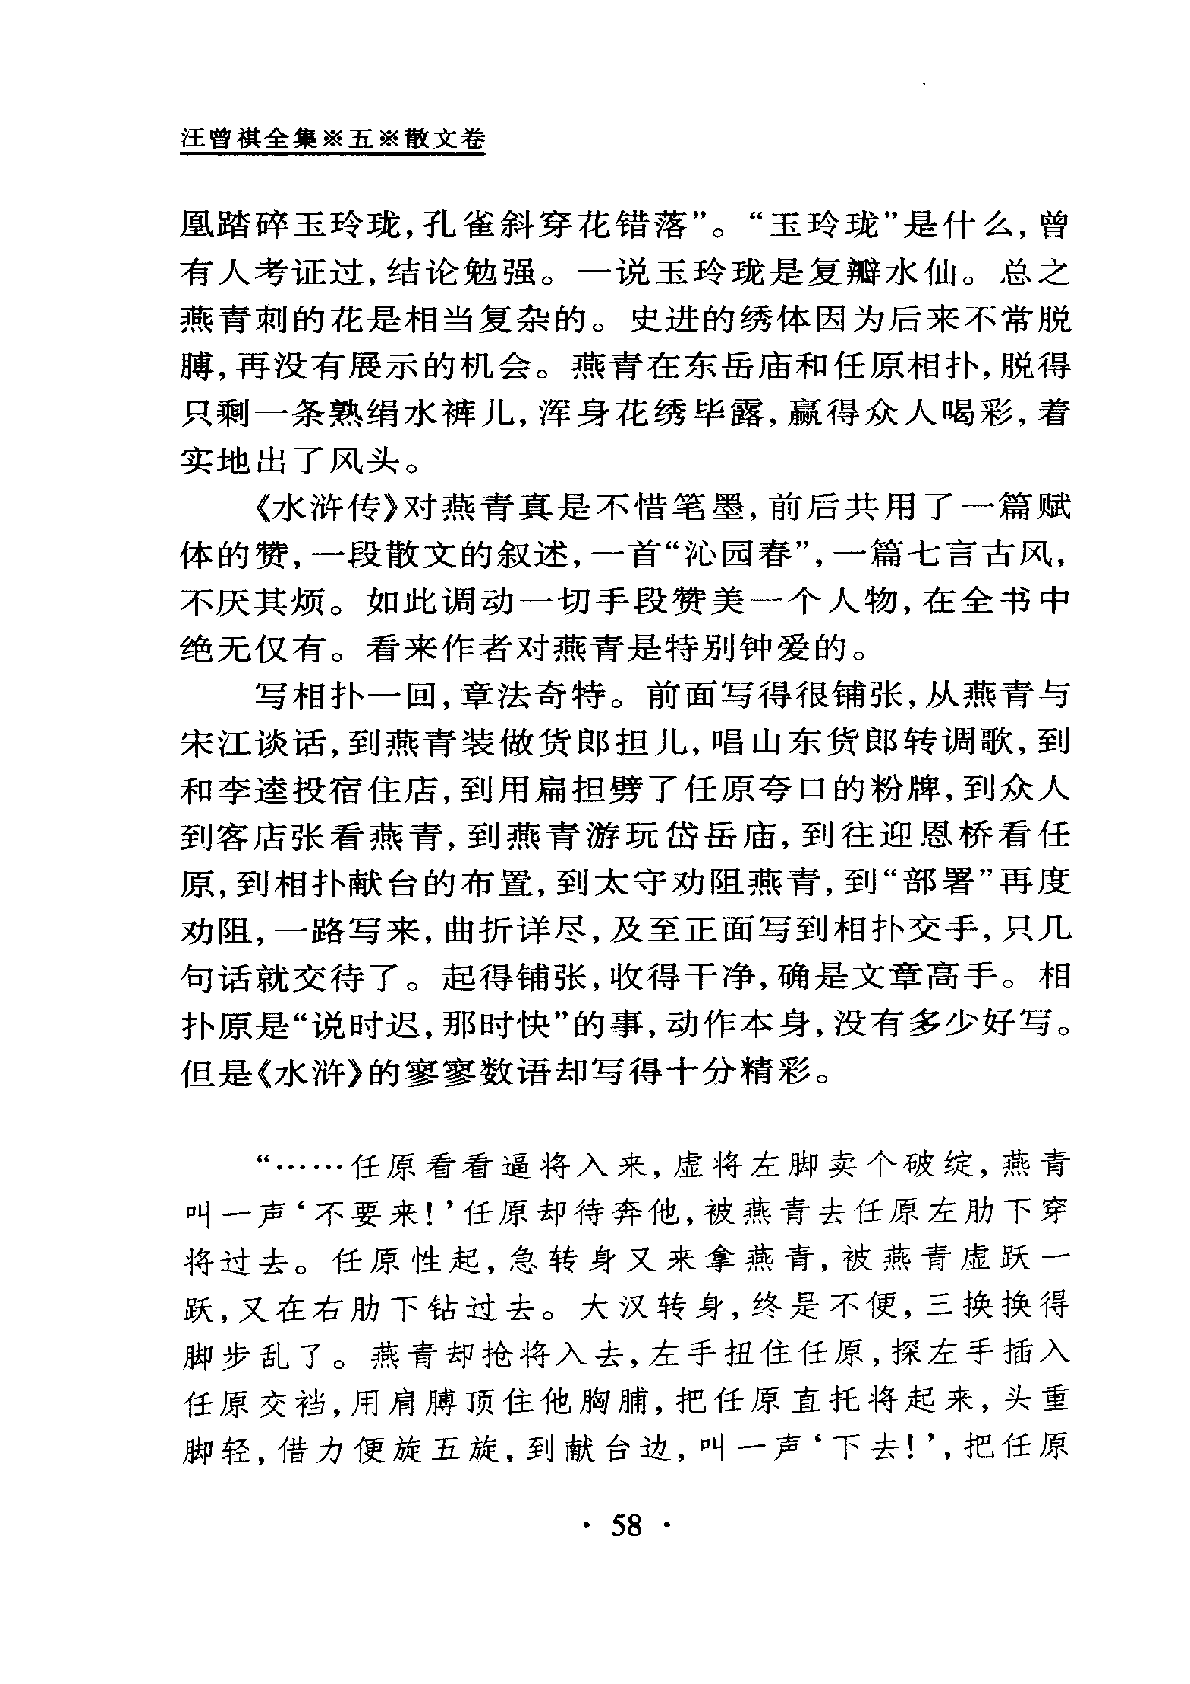 汪曾祺全集※五※散文卷
凰踏碎玉玲珑,孔雀斜穿花错落”。“玉玲珑”是什么,曾
有人考证过,结论勉强。一说玉玲珑是复瓣水仙。总之
燕青刺的花是相当复杂的。史进的绣体因为后来不常脱
膊,再没有展示的机会。燕青在东岳庙和任原相扑,脱得
只剩一条熟绢水裤儿,浑身花绣毕露,赢得众人喝彩,着
实地出了风头。
《水浒传》对燕青真是不惜笔墨,前后共用了一篇赋
体的赞,一段散文的叙述,一首“沁园春”,一篇七言古风,
不厌其烦。如此调动一切手段赞美一个人物,在全书中
绝无仅有。看来作者对燕青是特别钟爱的。
写相扑一回,章法奇特。前面写得很铺张,从燕青与
宋江谈话,到燕青装做货郎担儿,唱山东货郎转调歌,到
和李逵投宿住店,到用扁担劈了任原夸口的粉牌,到众人
到客店张看燕青,到燕青游玩岱岳庙,到往迎恩桥看任
原,到相扑献台的布置,到太守劝阻燕青,到“部署”再度
劝阻,一路写来,曲折详尽,及至正面写到相扑交手,只几
句话就交待了。起得铺张,收得干净,确是文章高手。相
扑原是“说时迟,那时快”的事,动作本身,没有多少好写。
但是《水浒》的寥寥数语却写得十分精彩。
“……任原看看逼将入来,虚将左脚卖个破绽,燕青
叫一声‘不要来!’任原却待奔他,被燕青去任原左肋下穿
将过去。任原性起,急转身又来拿燕青,被燕青虚跃一
跃,又在右肋下钻过去。大汉转身,终是不便,三换换得
脚步乱了。燕青却抢将入去,左手扭住任原,探左手插入
任原交裆,用肩膊顶住他胸脯,把任原直托将起来,头重
脚轻,借力便旋五旋,到献台边,叫一声‘下去!’,把任原
· 58 ·